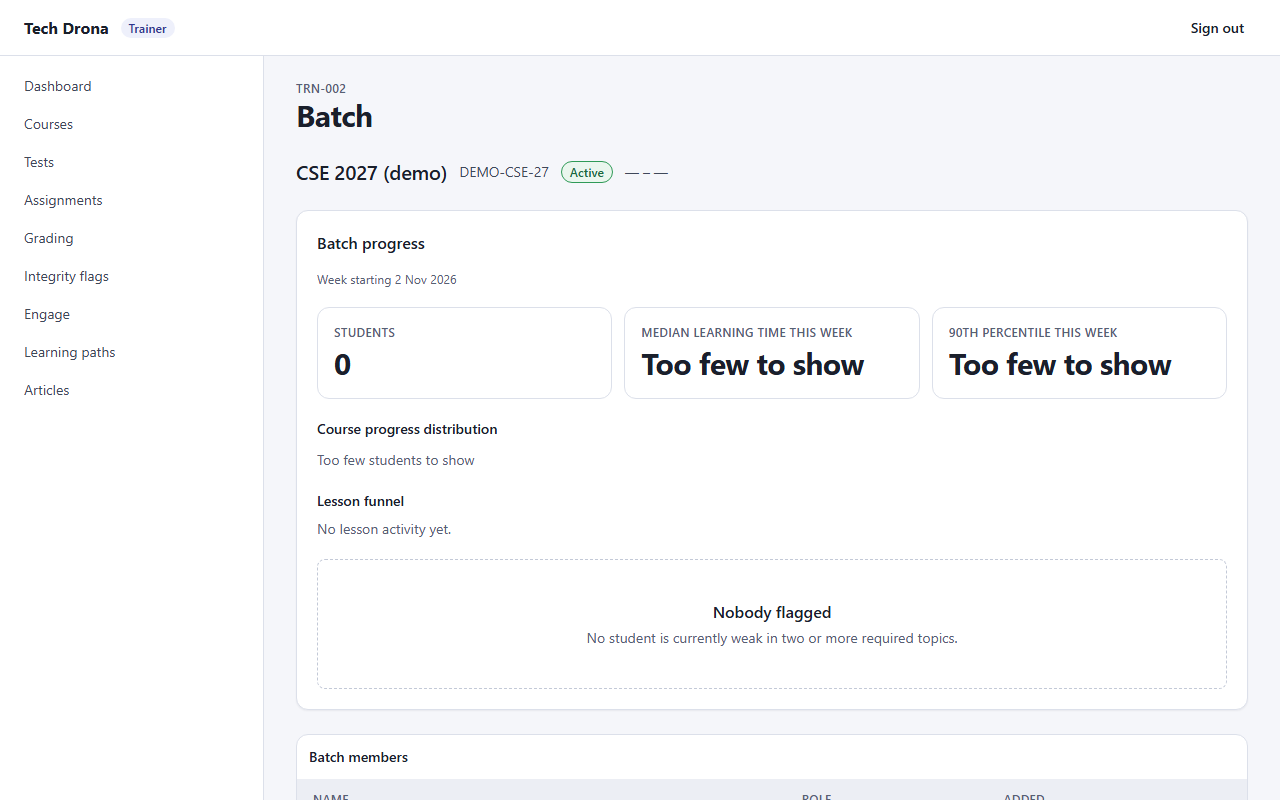 Tech Drona Trainer Sign out
Dashboard
Courses
Tests
Assignments
Grading
Integrity flags
Engage
Learning paths
Articles
TRN-002
Batch
CSE 2027 (demo) DEMO-CSE-27 Active — – —
Batch progress
Week starting 2 Nov 2026
STUDENTS
0
MEDIAN LEARNING TIME THIS WEEK
Too few to show
90TH PERCENTILE THIS WEEK
Too few to show
Course progress distribution
Too few students to show
Lesson funnel
No lesson activity yet.
Nobody flagged
No student is currently weak in two or more required topics.
Batch members
NAME ROLE ADDED